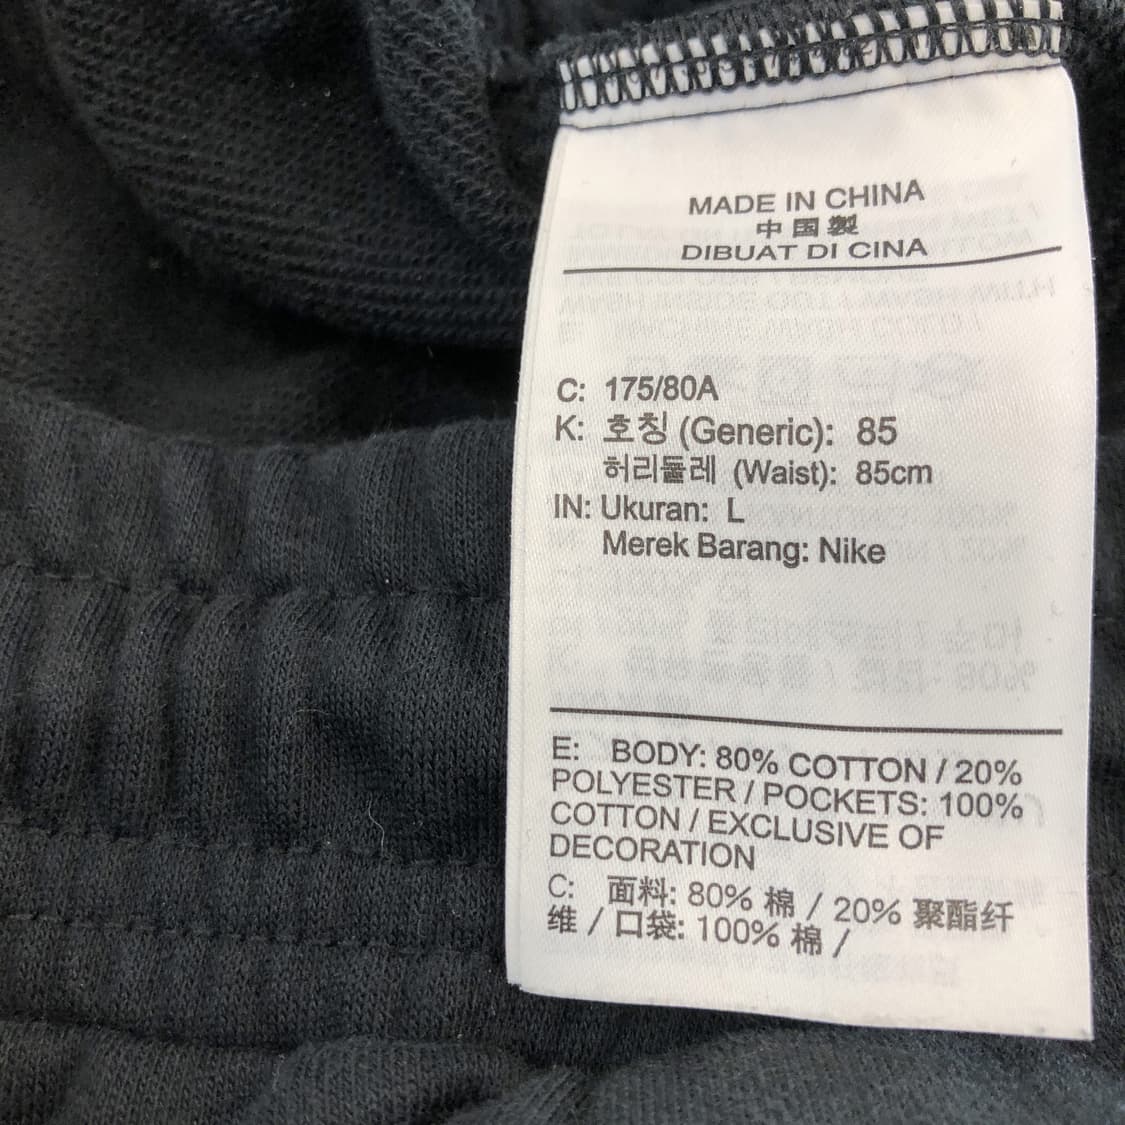 MADE IN CHINA
中国製
DIBUAT DI CINA
C: 175/80A
K: 호칭 (Generic): 85
허리둘레 (Waist): 85cm
IN: Ukuran: L
Merek Barang: Nike
E: BODY: 80% COTTON / 20%
POLYESTER / POCKETS: 100%
COTTON / EXCLUSIVE OF
DECORATION
C: 面料: 80% 棉 / 20% 聚酯纤
维 / 口袋: 100% 棉 /